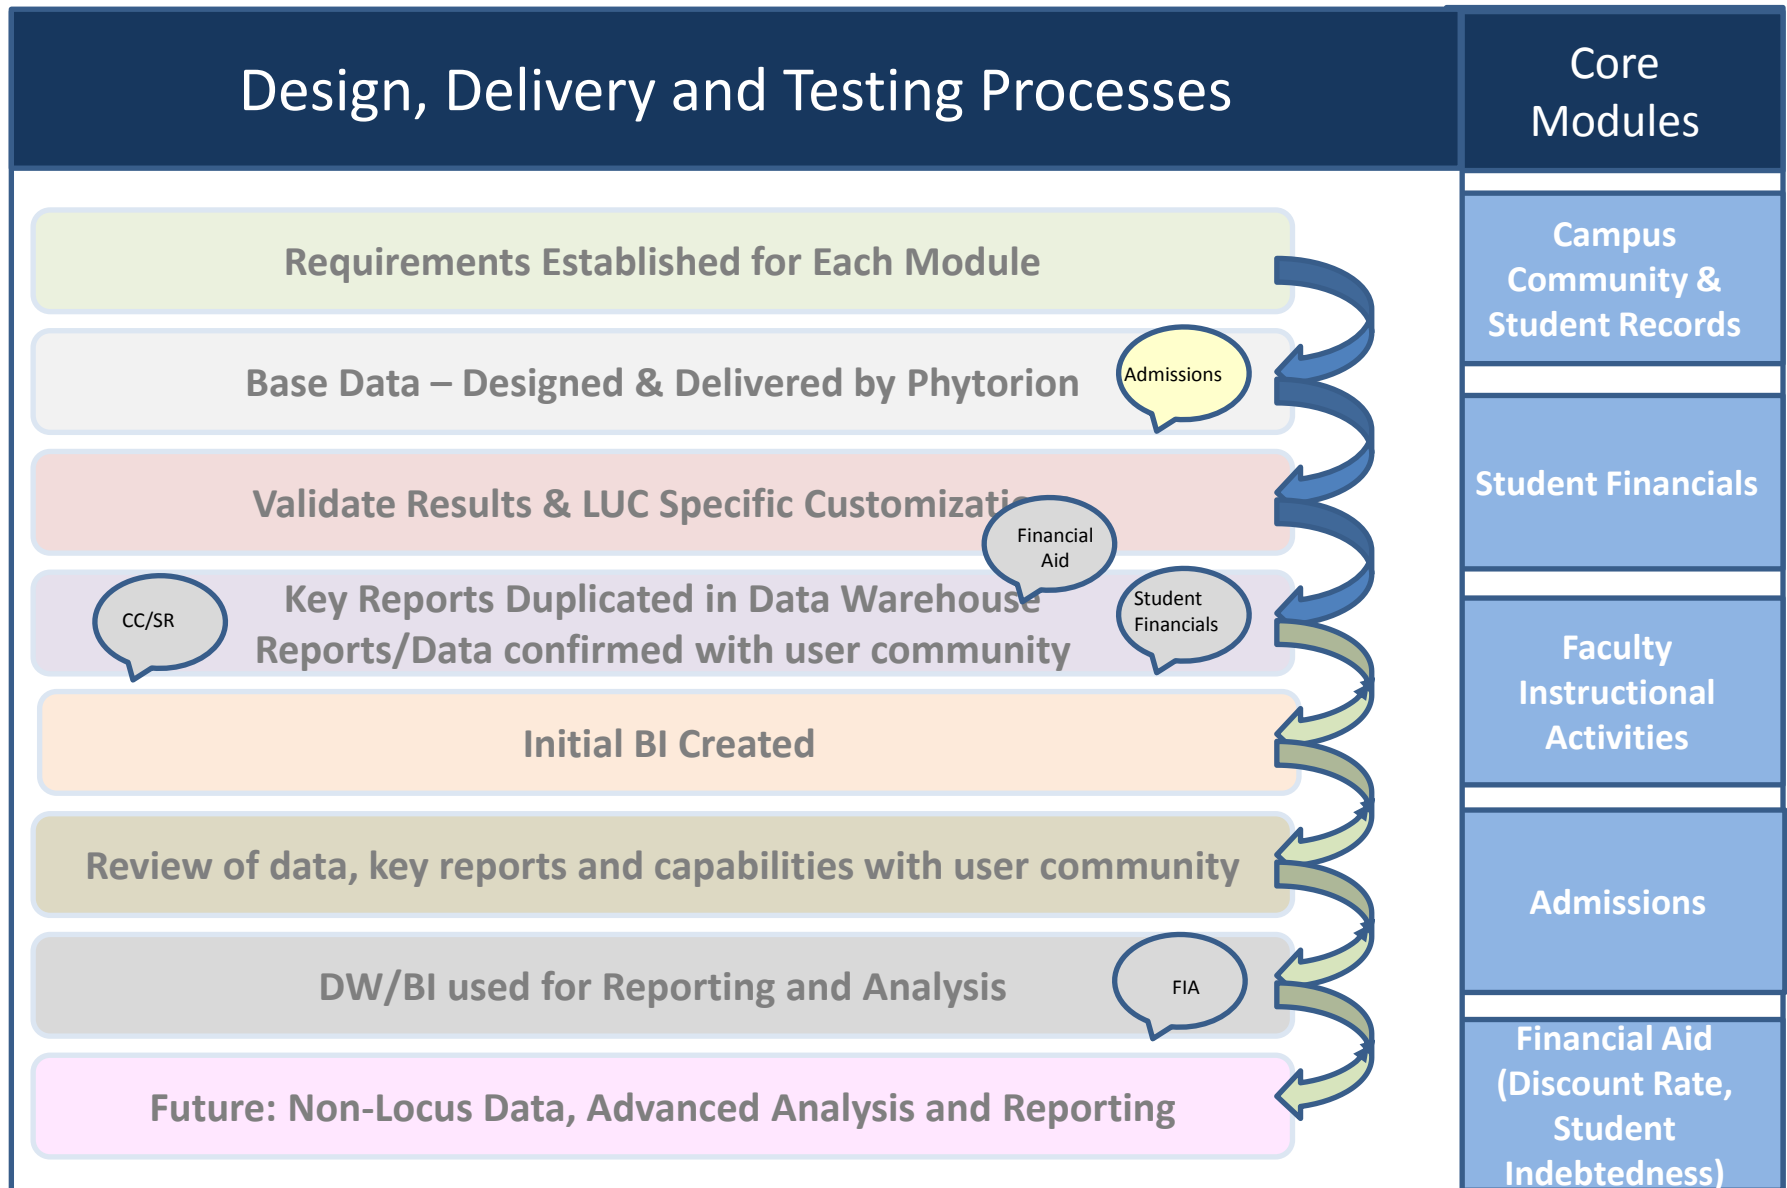 Design, Delivery and Testing Processes
Core
Modules
Requirements Established for Each Module
Base Data – Designed & Delivered by Phytorion
Admissions
Validate Results & LUC Specific Customizati
Financial
Aid
Key Reports Duplicated in Data Warehouse
Reports/Data confirmed with user community
CC/SR
Student
Financials
Initial BI Created
Review of data, key reports and capabilities with user community
DW/BI used for Reporting and Analysis
FIA
Future: Non-Locus Data, Advanced Analysis and Reporting
Campus
Community &
Student Records
Student Financials
Faculty
Instructional
Activities
Admissions
Financial Aid
(Discount Rate,
Student
Indebtedness)